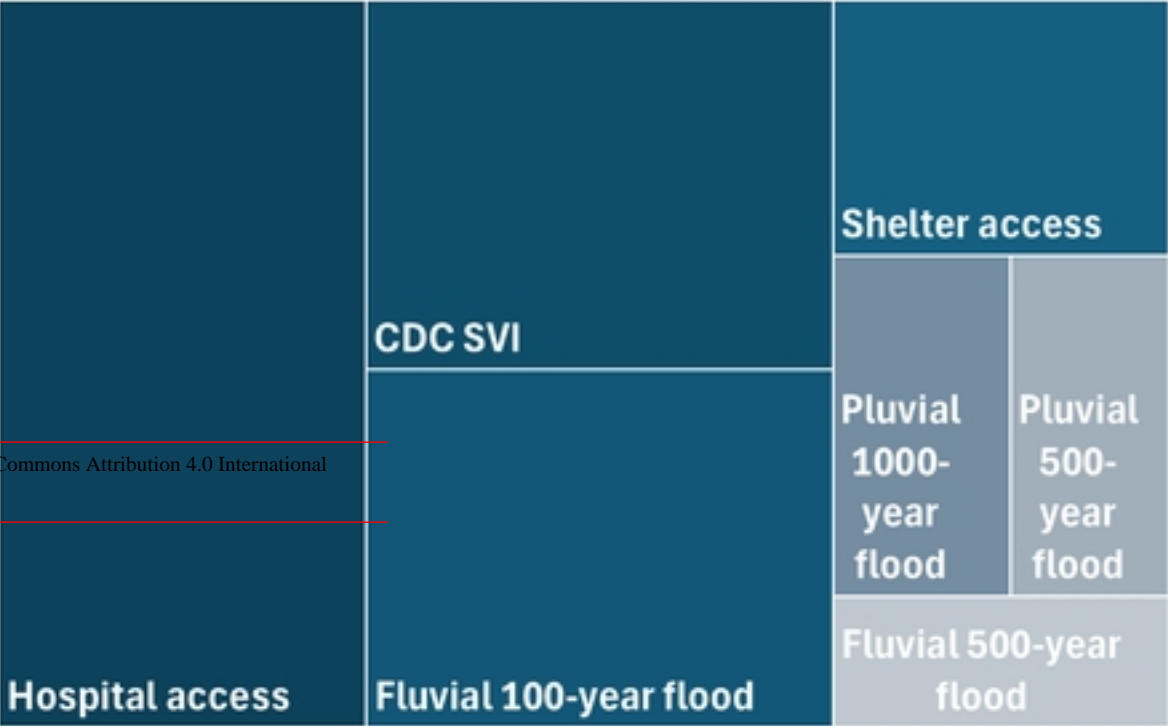 Shelter access
CDC SVI
Pluvial
1000-
year
flood
Pluvial
500-
year
flood
Commons Attribution 4.0 International
Fluvial 500-year
flood
Hospital access
Fluvial 100-year flood